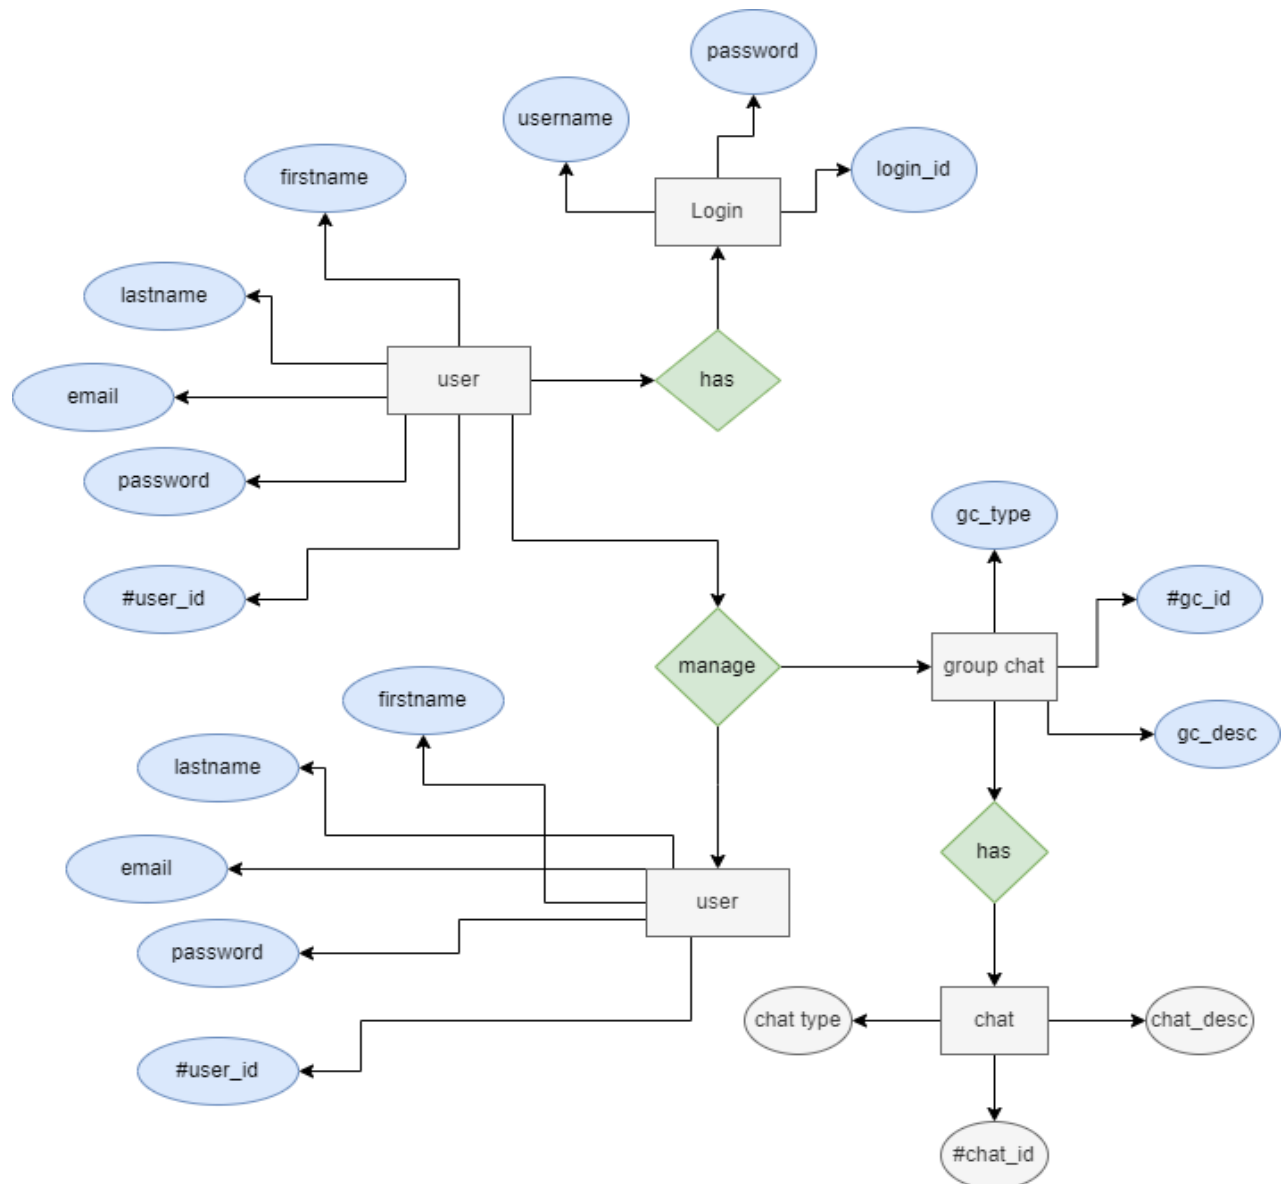 password
username
login_id
firstname
Login
lastname
user
has
email
password
gc_type
#user_id
#gc_id
manage
group chat
firstname
gc_desc
lastname
has
email
user
password
chat type
chat
chat_desc
#user_id
#chat_id